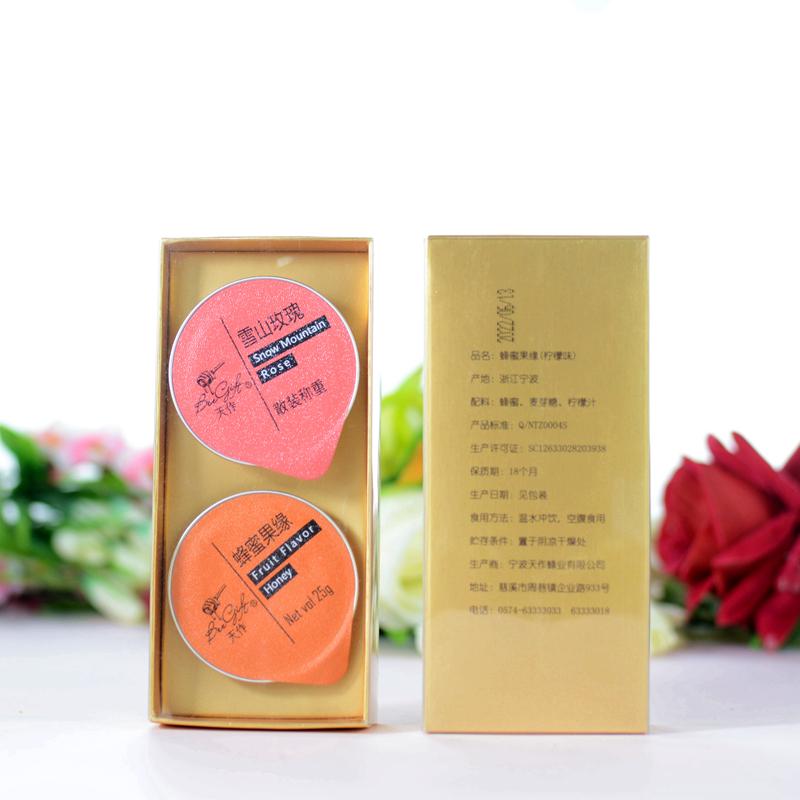 雪山玫瑰
Snow Mountain
Rose
散装称重
BeeGift®
天作
蜂蜜果缘
Fruit Flavor
Honey
Net vol 25g
BeeGift®
天作
2022/06/13
品名：蜂蜜果缘(柠檬味)
产地：浙江宁波
配料：蜂蜜、麦芽糖、柠檬汁
产品标准：Q/NTZ0004S
生产许可证：SC12633028203938
保质期：18个月
生产日期：见包装
食用方法：温水冲饮，空腹食用
贮存条件：置于阴凉干燥处
生产商：宁波天作蜂业有限公司
地址：慈溪市周巷镇企业路933号
电话：0574-63333033 63333018